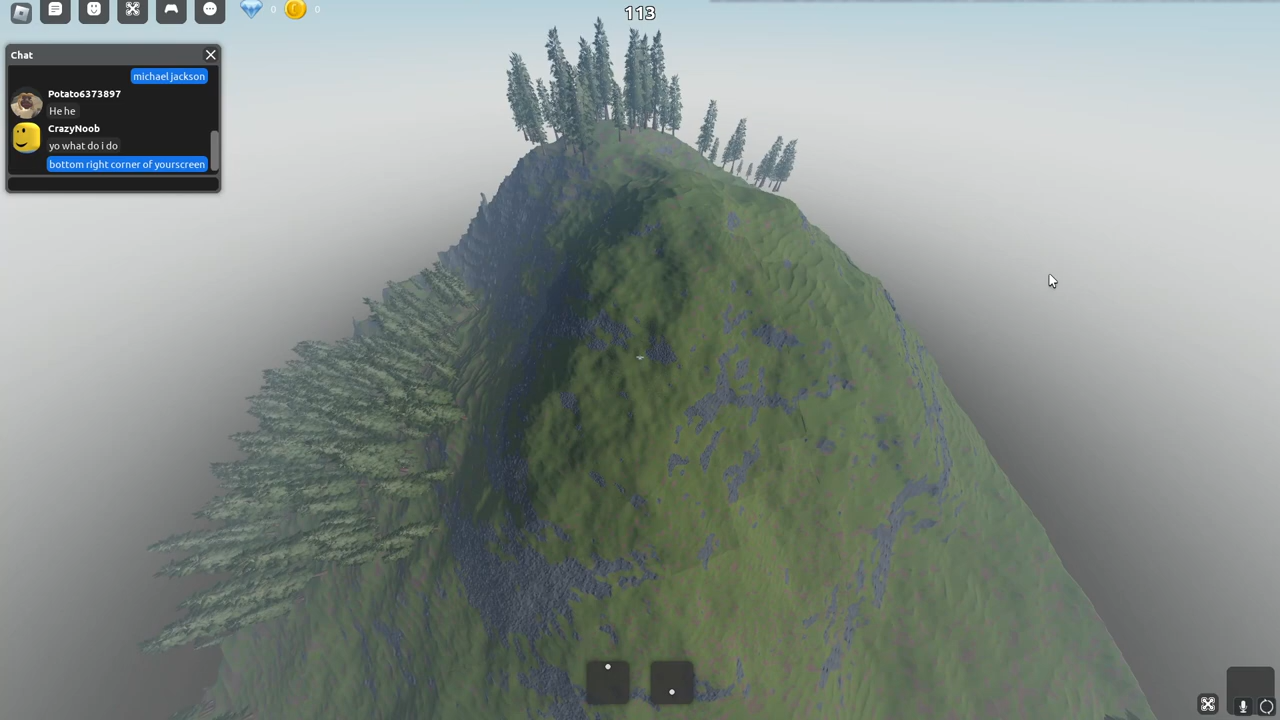 0
0
113
Chat
michael jackson
Potato6373897
He he
CrazyNoob
yo what do i do
bottom right corner of yourscreen